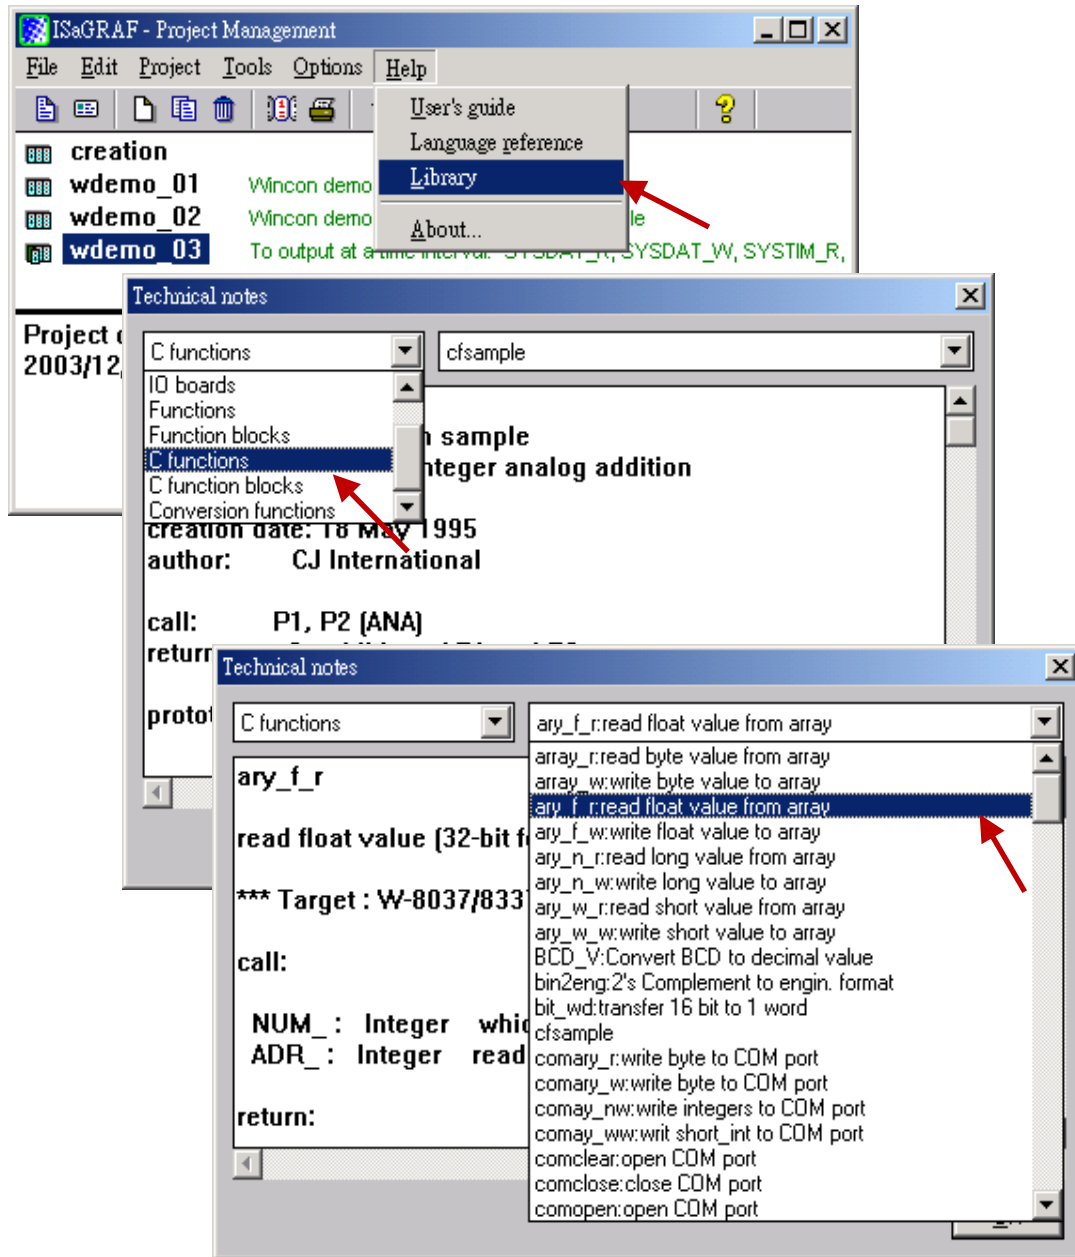 ISaGRAF - Project Management
File Edit Project Tools Options Help
User's guide
Language reference
Library
About...
creation
wdemo_01 Wincon demo
wdemo_02 Wincon demo
wdemo_03 To output at a time interval. SYSDAT_R, SYSDAT_W, SYSTIM_R,
Project
2003/12/
Technical notes
C functions cfsample
IO boards
Functions
Function blocks
C functions
C function blocks
Conversion functions
sample
integer analog addition
creation date: 18 May 1995
author: CJ International
call: P1, P2 (ANA)
return
Technical notes
C functions ary_f_r:read float value from array
ary_f_r
read float value (32-bit
*** Target : W-8037/8337
call:
NUM_ : Integer
ADR_ : Integer read
return:
array_r:read byte value from array
array_w:write byte value to array
ary_f_r:read float value from array
ary_f_w:write float value to array
ary_n_r:read long value from array
ary_n_w:write long value to array
ary_w_r:read short value from array
ary_w_w:write short value to array
BCD_V:Convert BCD to decimal value
bin2eng:2's Complement to engin. format
bit_wd:transfer 16 bit to 1 word
cfsample
comary_r:write byte to COM port
comary_w:write byte to COM port
comay_nw:write integers to COM port
comay_ww:writ short_int to COM port
comclear:open COM port
comclose:close COM port
comopen:open COM port